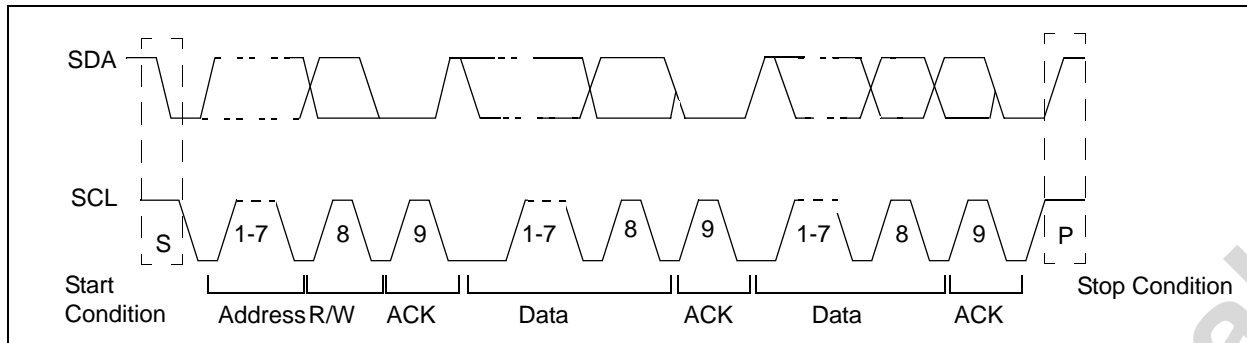 SDA
SCL
S 1-7 8 9 1-7 8 9 1-7 8 9 P
Start Condition
Address R/W ACK Data ACK Data ACK
Stop Condition